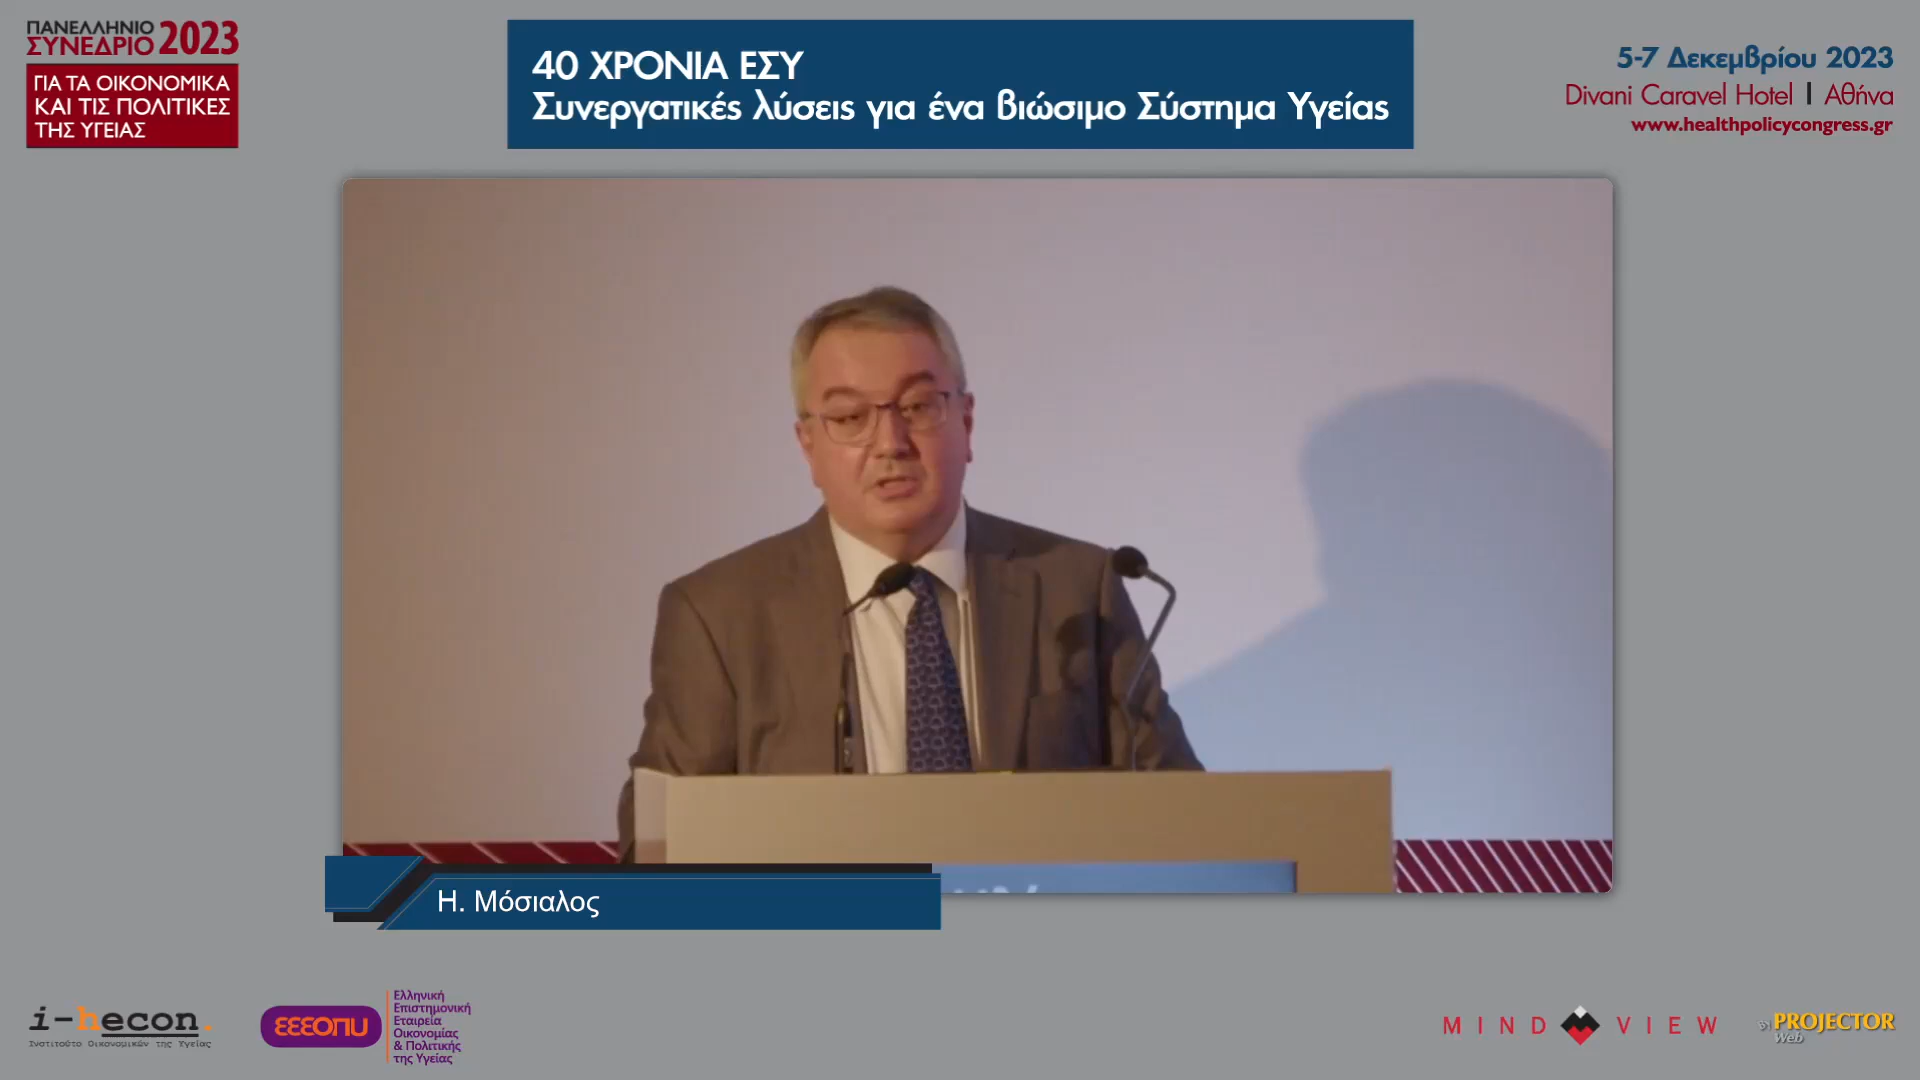 ΠΑΝΕΛΛΗΝΙΟ
ΣΥΝΕΔΡΙΟ 2023
ΓΙΑ ΤΑ ΟΙΚΟΝΟΜΙΚΑ
ΚΑΙ ΤΙΣ ΠΟΛΙΤΙΚΕΣ
ΤΗΣ ΥΓΕΙΑΣ
40 ΧΡΟΝΙΑ ΕΣΥ
Συνεργατικές λύσεις για ένα βιώσιμο Σύστημα Υγείας
5-7 Δεκεμβρίου 2023
Divani Caravel Hotel | Αθήνα
www.healthpolicycongress.gr
Η. Μόσιαλος
i-hecon.
Ινστιτούτο Οικονομικών της Υγείας
εεεοπυ
Ελληνική
Επιστημονική
Εταιρεία
Οικονομίας
& Πολιτικής
της Υγείας
MIND VIEW
PROJECTOR
Web